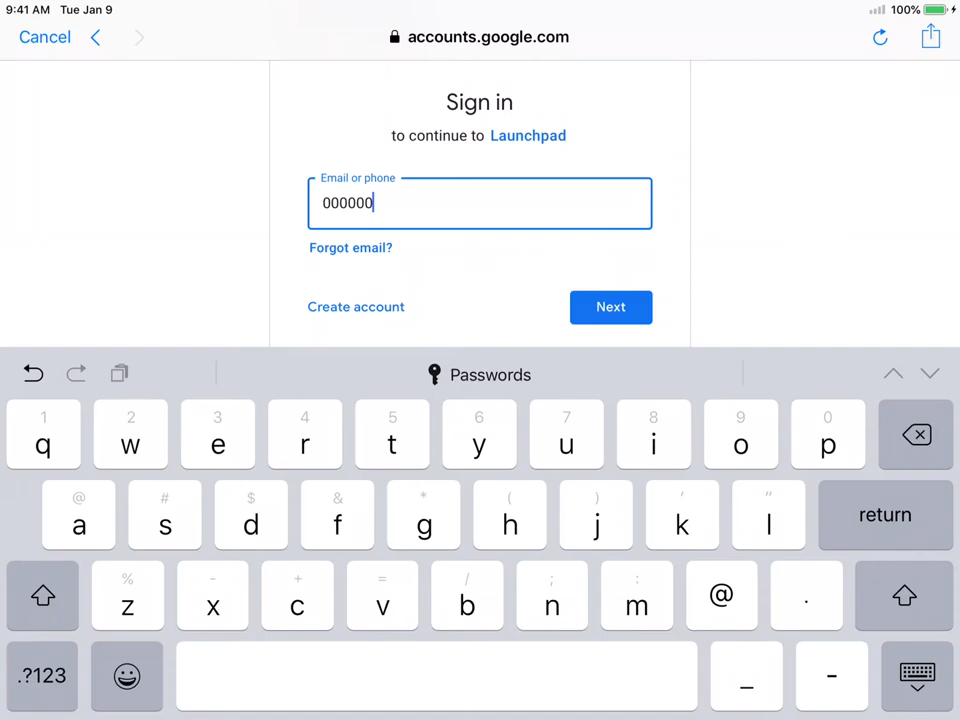 9:41 AM Tue Jan 9 100%
Cancel accounts.google.com
Sign in
to continue to Launchpad
Email or phone
000000
Forgot email?
Create account Next
Passwords
1 2 3 4 5 6 7 8 9 0
q w e r t y u i o p
@ # $ & * ( ) ' "
a s d f g h j k l return
% - + = / ; :
z x c v b n m @ .
.?123 _ -